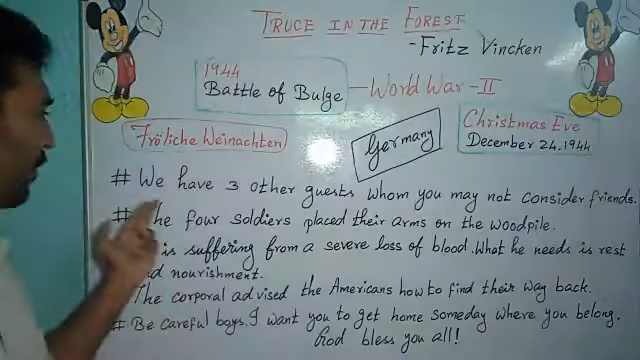 Truce in the Forest
- Fritz Vincken
1944
Battle of Bulge - World War - II
Christmas Eve
December 24.1944
Fröliche Weinachten
Germany
# We have 3 other guests whom you may not consider friends.
# he four soldiers placed their arms on the woodpile.
is suffering from a severe loss of blood. What he needs is rest
nd nourishment.
The corporal advised the Americans how to find their way back.
# Be careful boys. I want you to get home someday where you belong.
God bless you all!